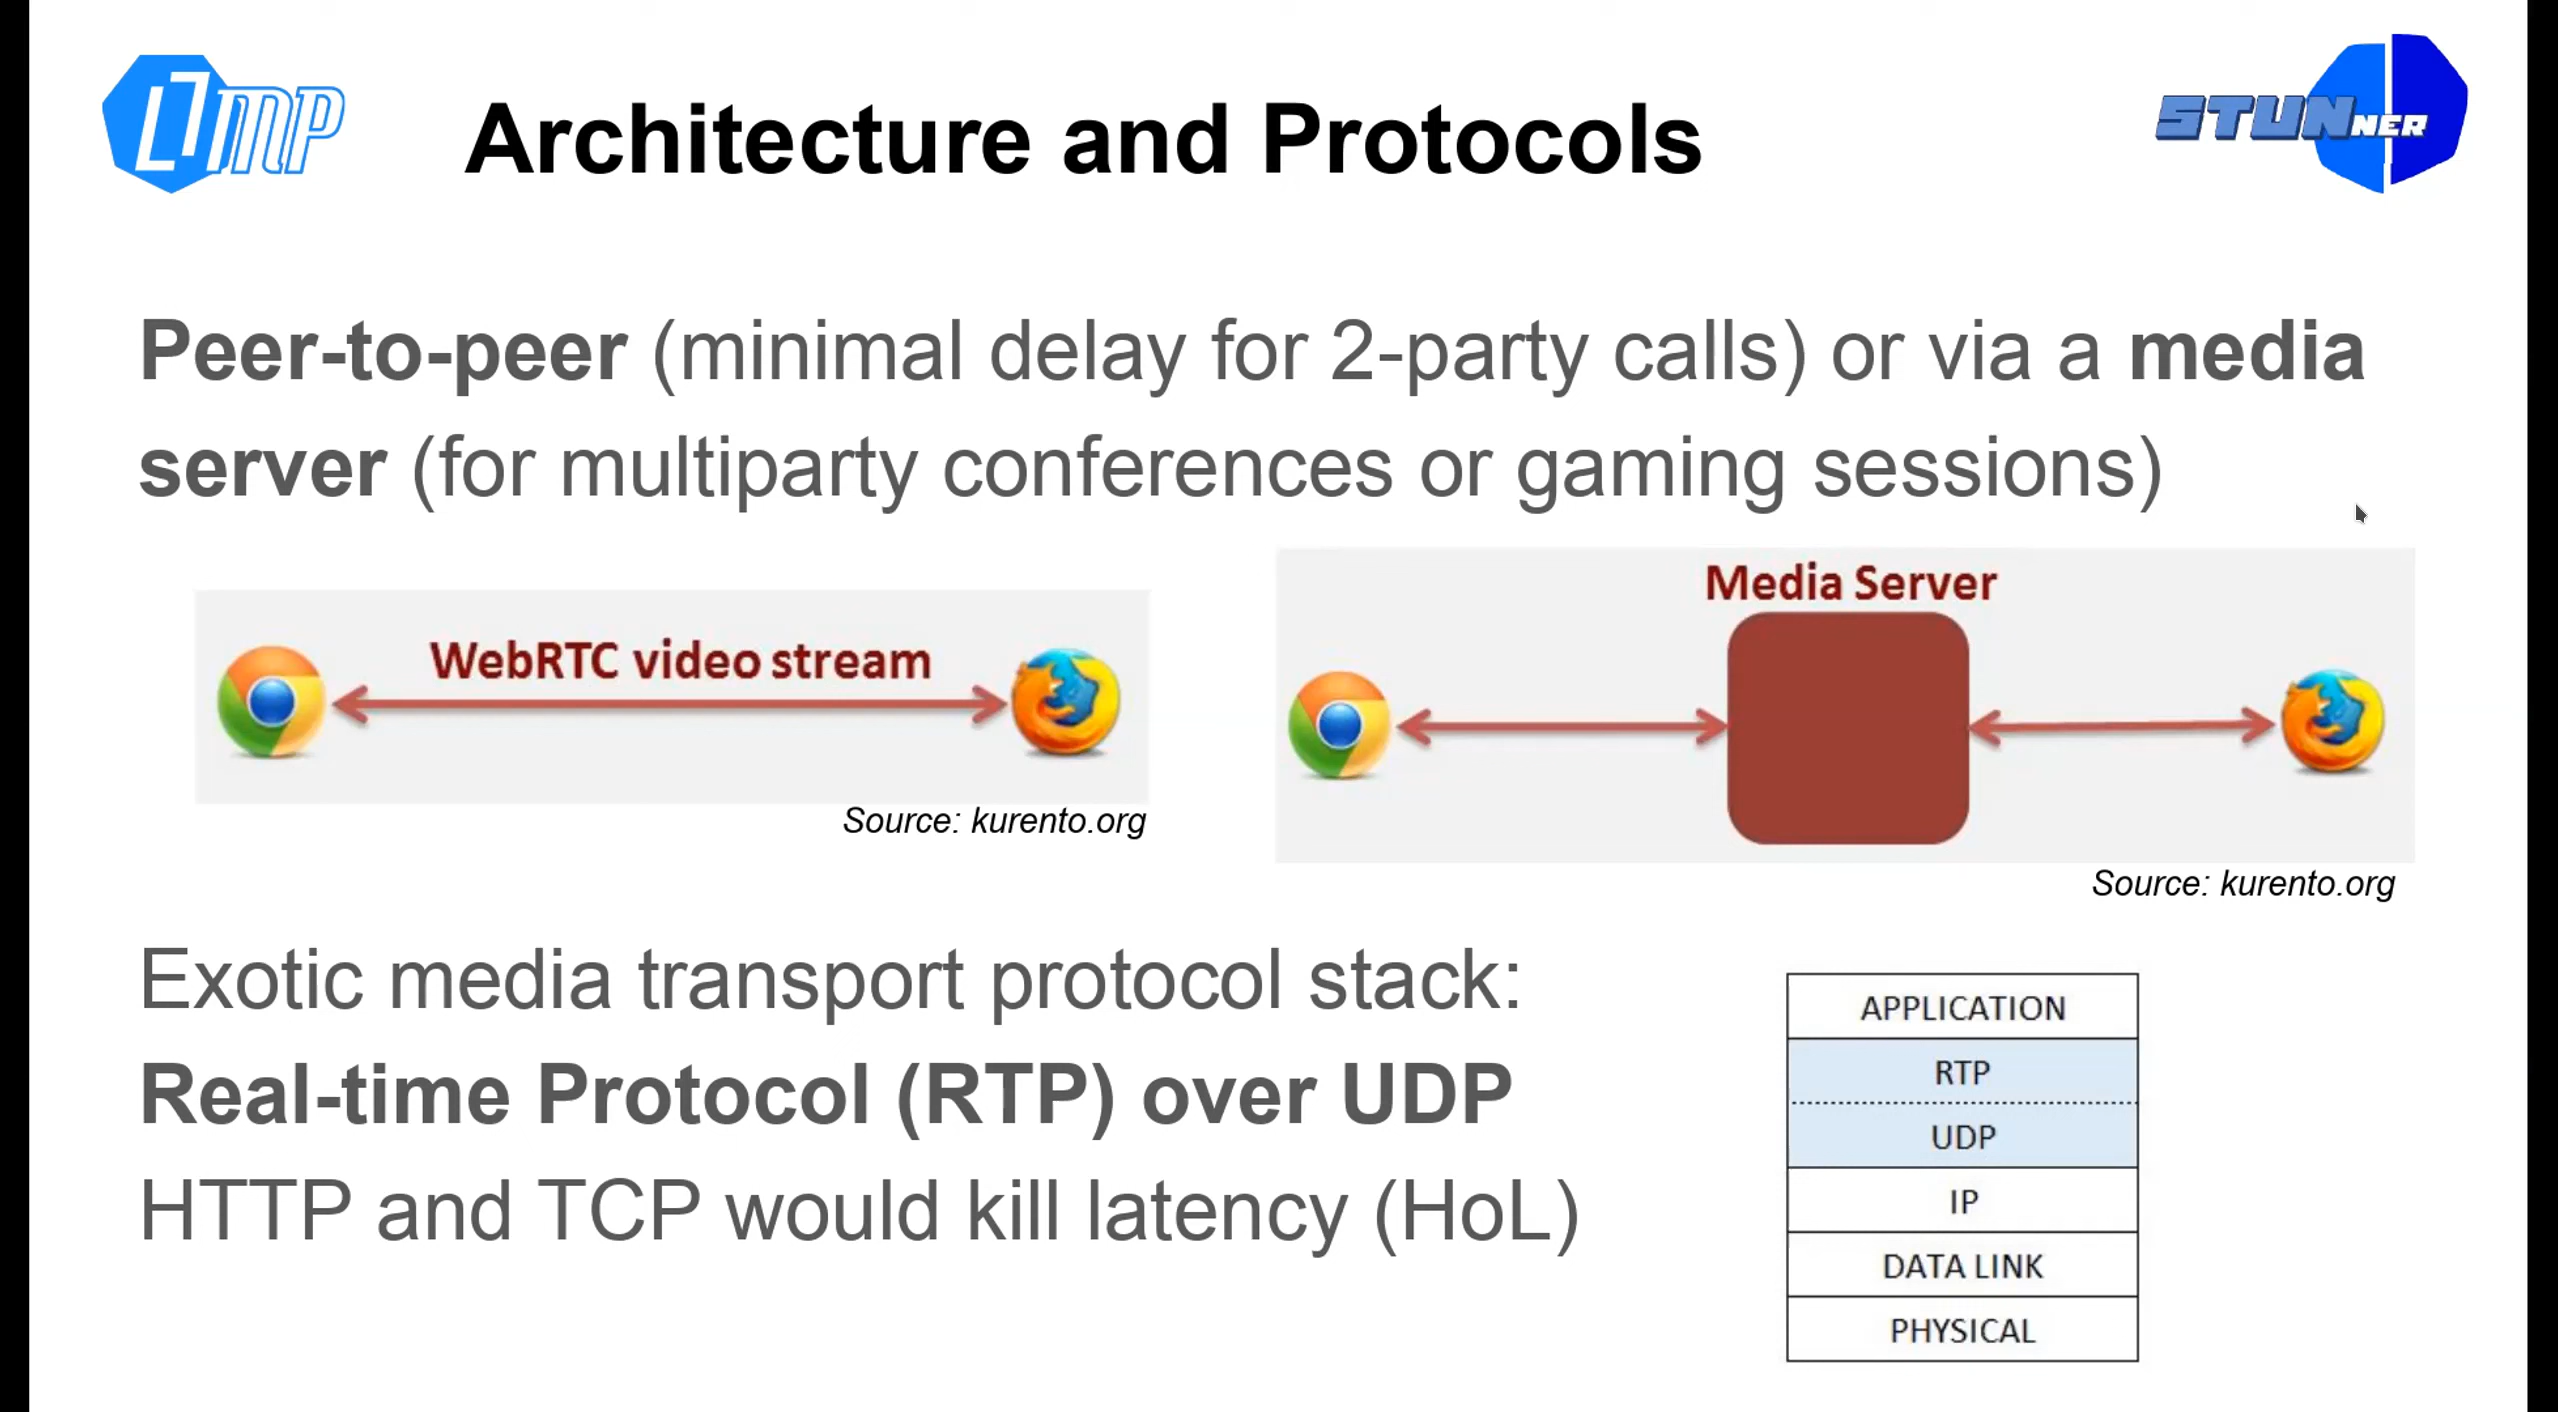 L7mp
Architecture and Protocols
STUNNER
Peer-to-peer (minimal delay for 2-party calls) or via a media
server (for multiparty conferences or gaming sessions)
WebRTC video stream
Source: kurento.org
Media Server
Source: kurento.org
Exotic media transport protocol stack:
Real-time Protocol (RTP) over UDP
HTTP and TCP would kill latency (HoL)
APPLICATION
RTP
UDP
IP
DATA LINK
PHYSICAL